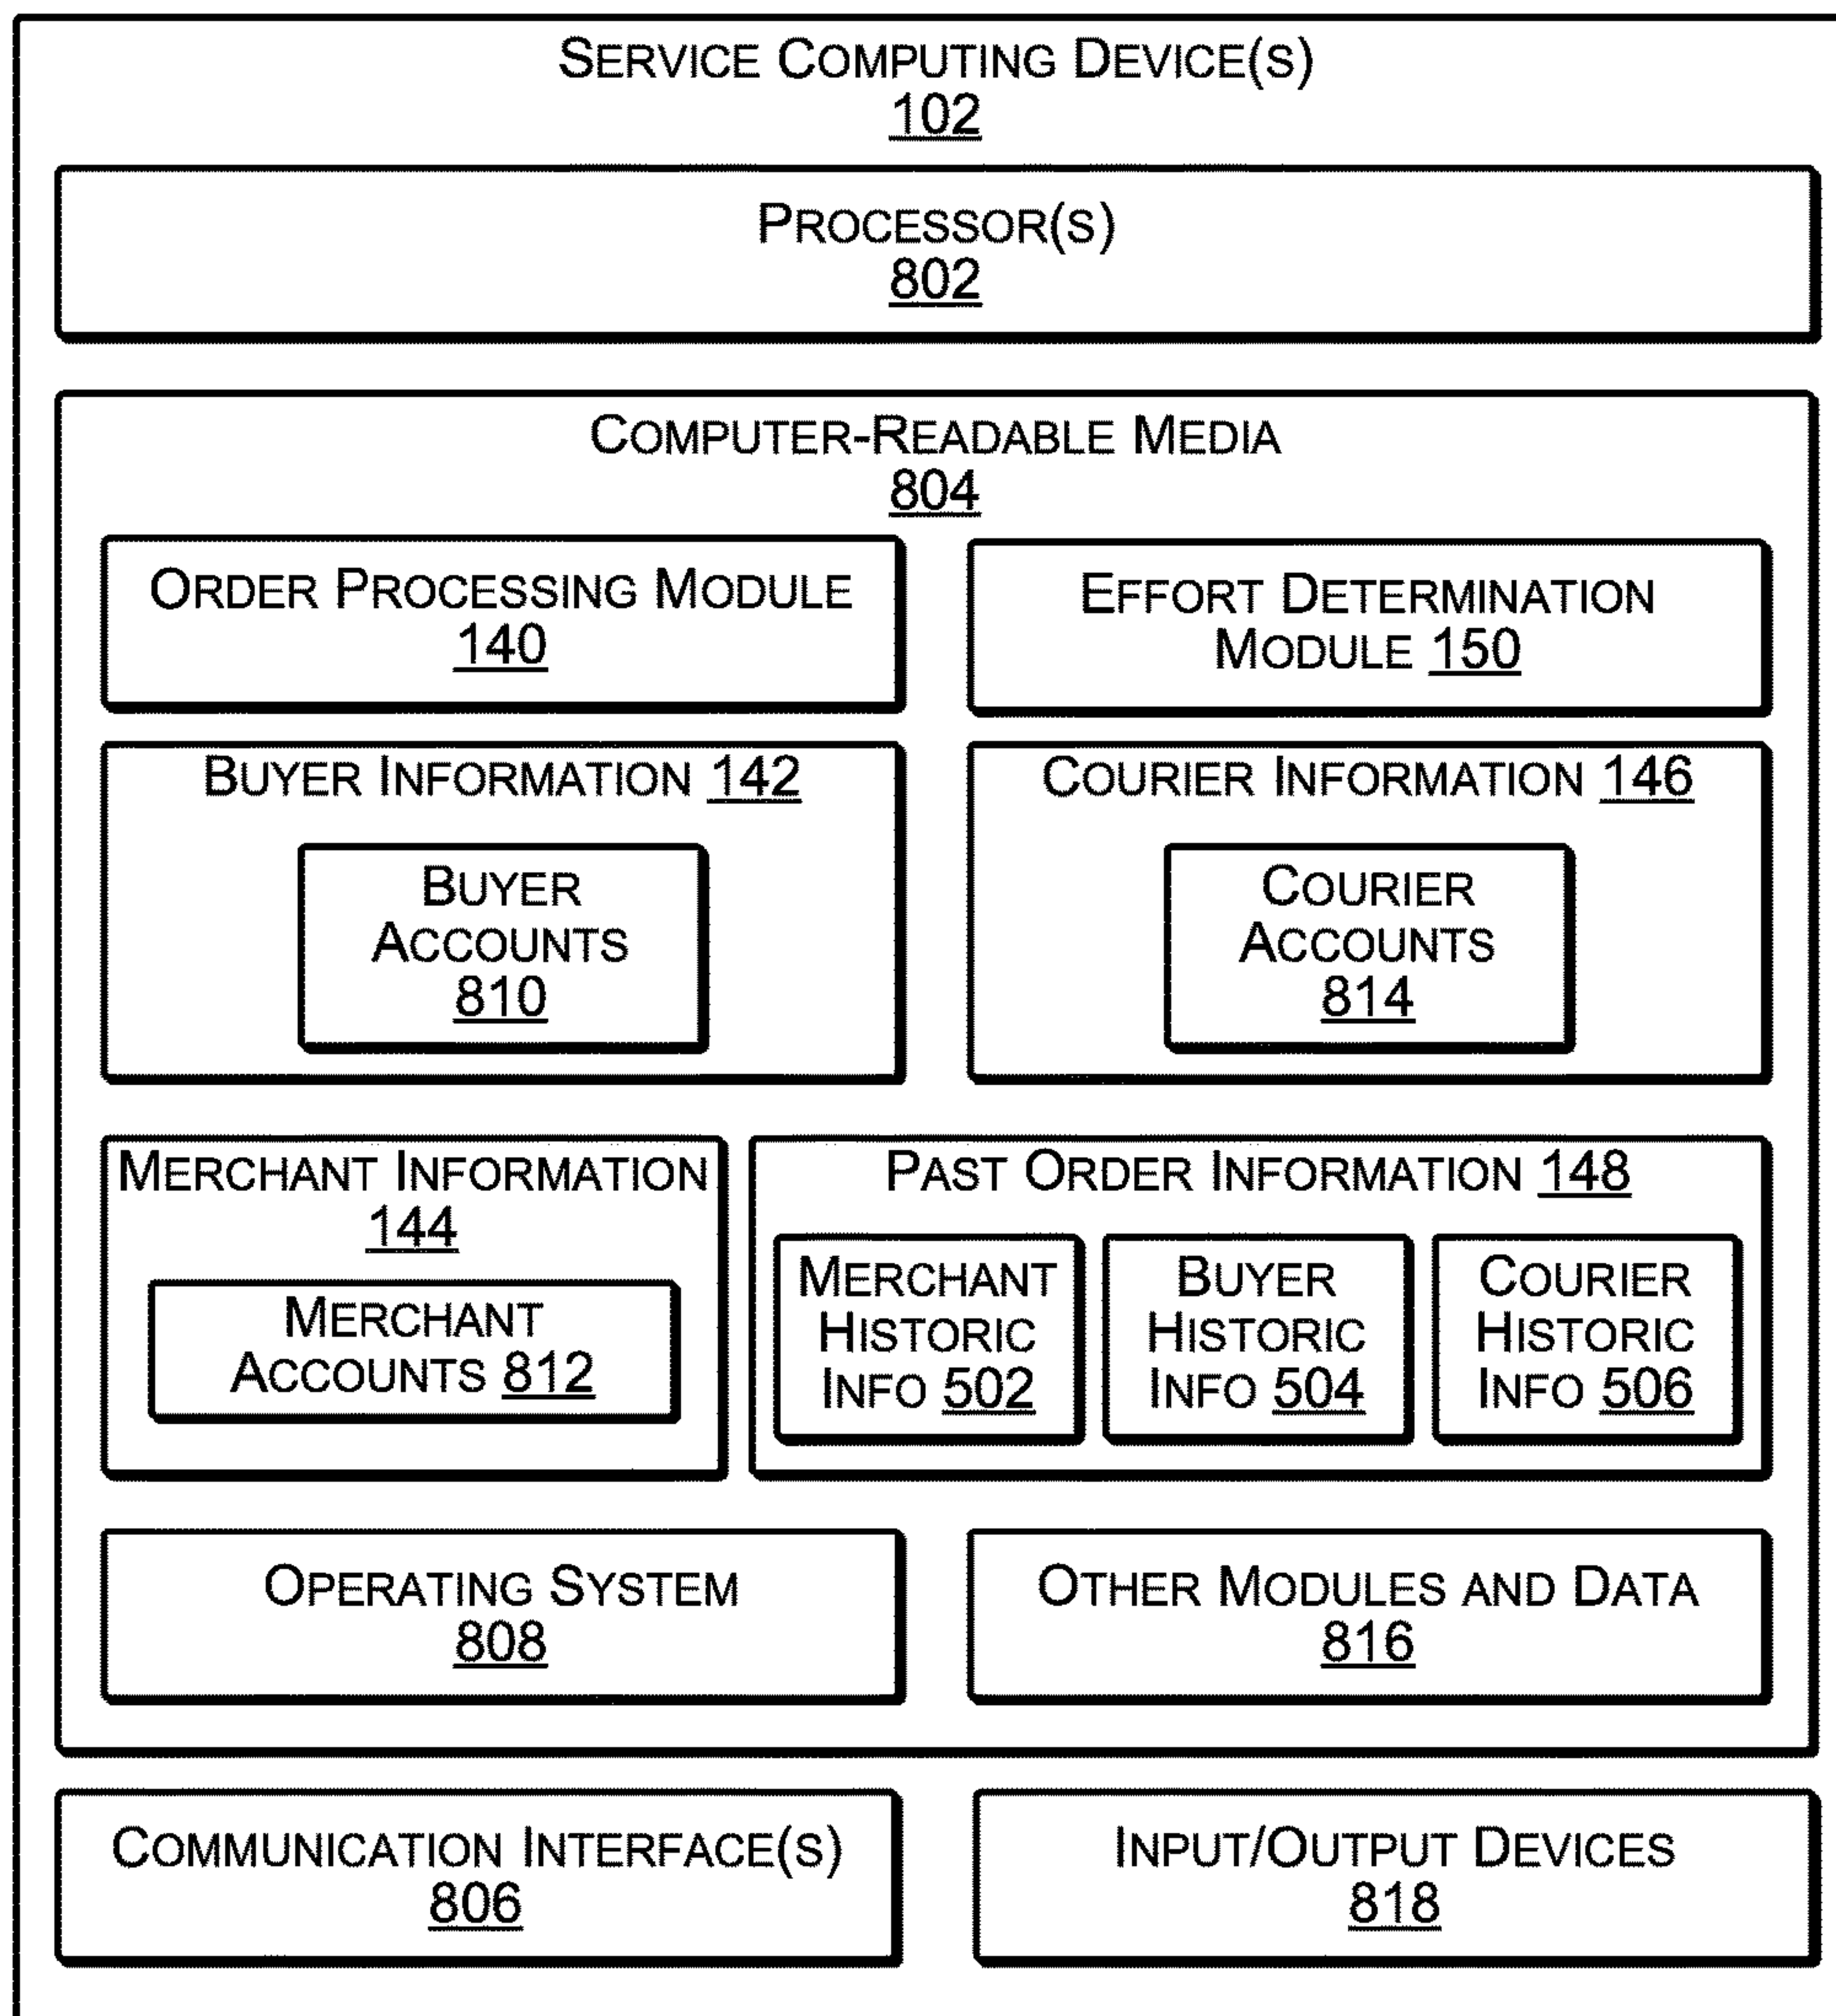 SERVICE COMPUTING DEVICE(S)
102
PROCESSOR(S)
802
COMPUTER-READABLE MEDIA
804
ORDER PROCESSING MODULE
140
EFFORT DETERMINATION
MODULE 150
BUYER INFORMATION 142
BUYER
ACCOUNTS
810
COURIER INFORMATION 146
COURIER
ACCOUNTS
814
MERCHANT INFORMATION
144
MERCHANT
ACCOUNTS 812
PAST ORDER INFORMATION 148
MERCHANT
HISTORIC
INFO 502
BUYER
HISTORIC
INFO 504
COURIER
HISTORIC
INFO 506
OPERATING SYSTEM
808
OTHER MODULES AND DATA
816
COMMUNICATION INTERFACE(S)
806
INPUT/OUTPUT DEVICES
818